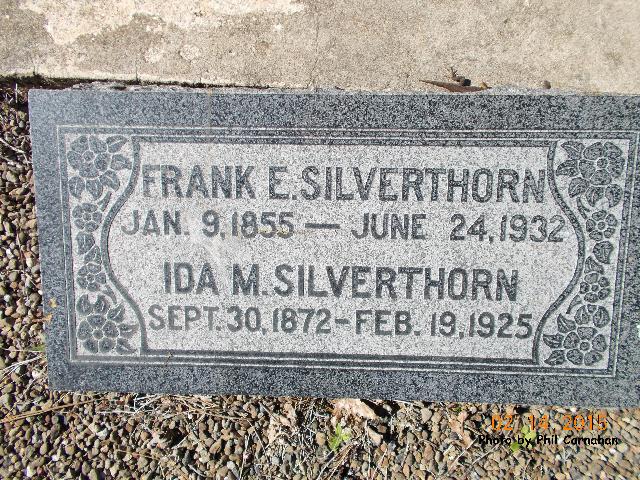 FRANK E. SILVERTHORN
JAN. 9, 1855 — JUNE 24, 1932
IDA M. SILVERTHORN
SEPT. 30, 1872 - FEB. 19, 1925
02 14 2015
Photo by Phil Carnahan